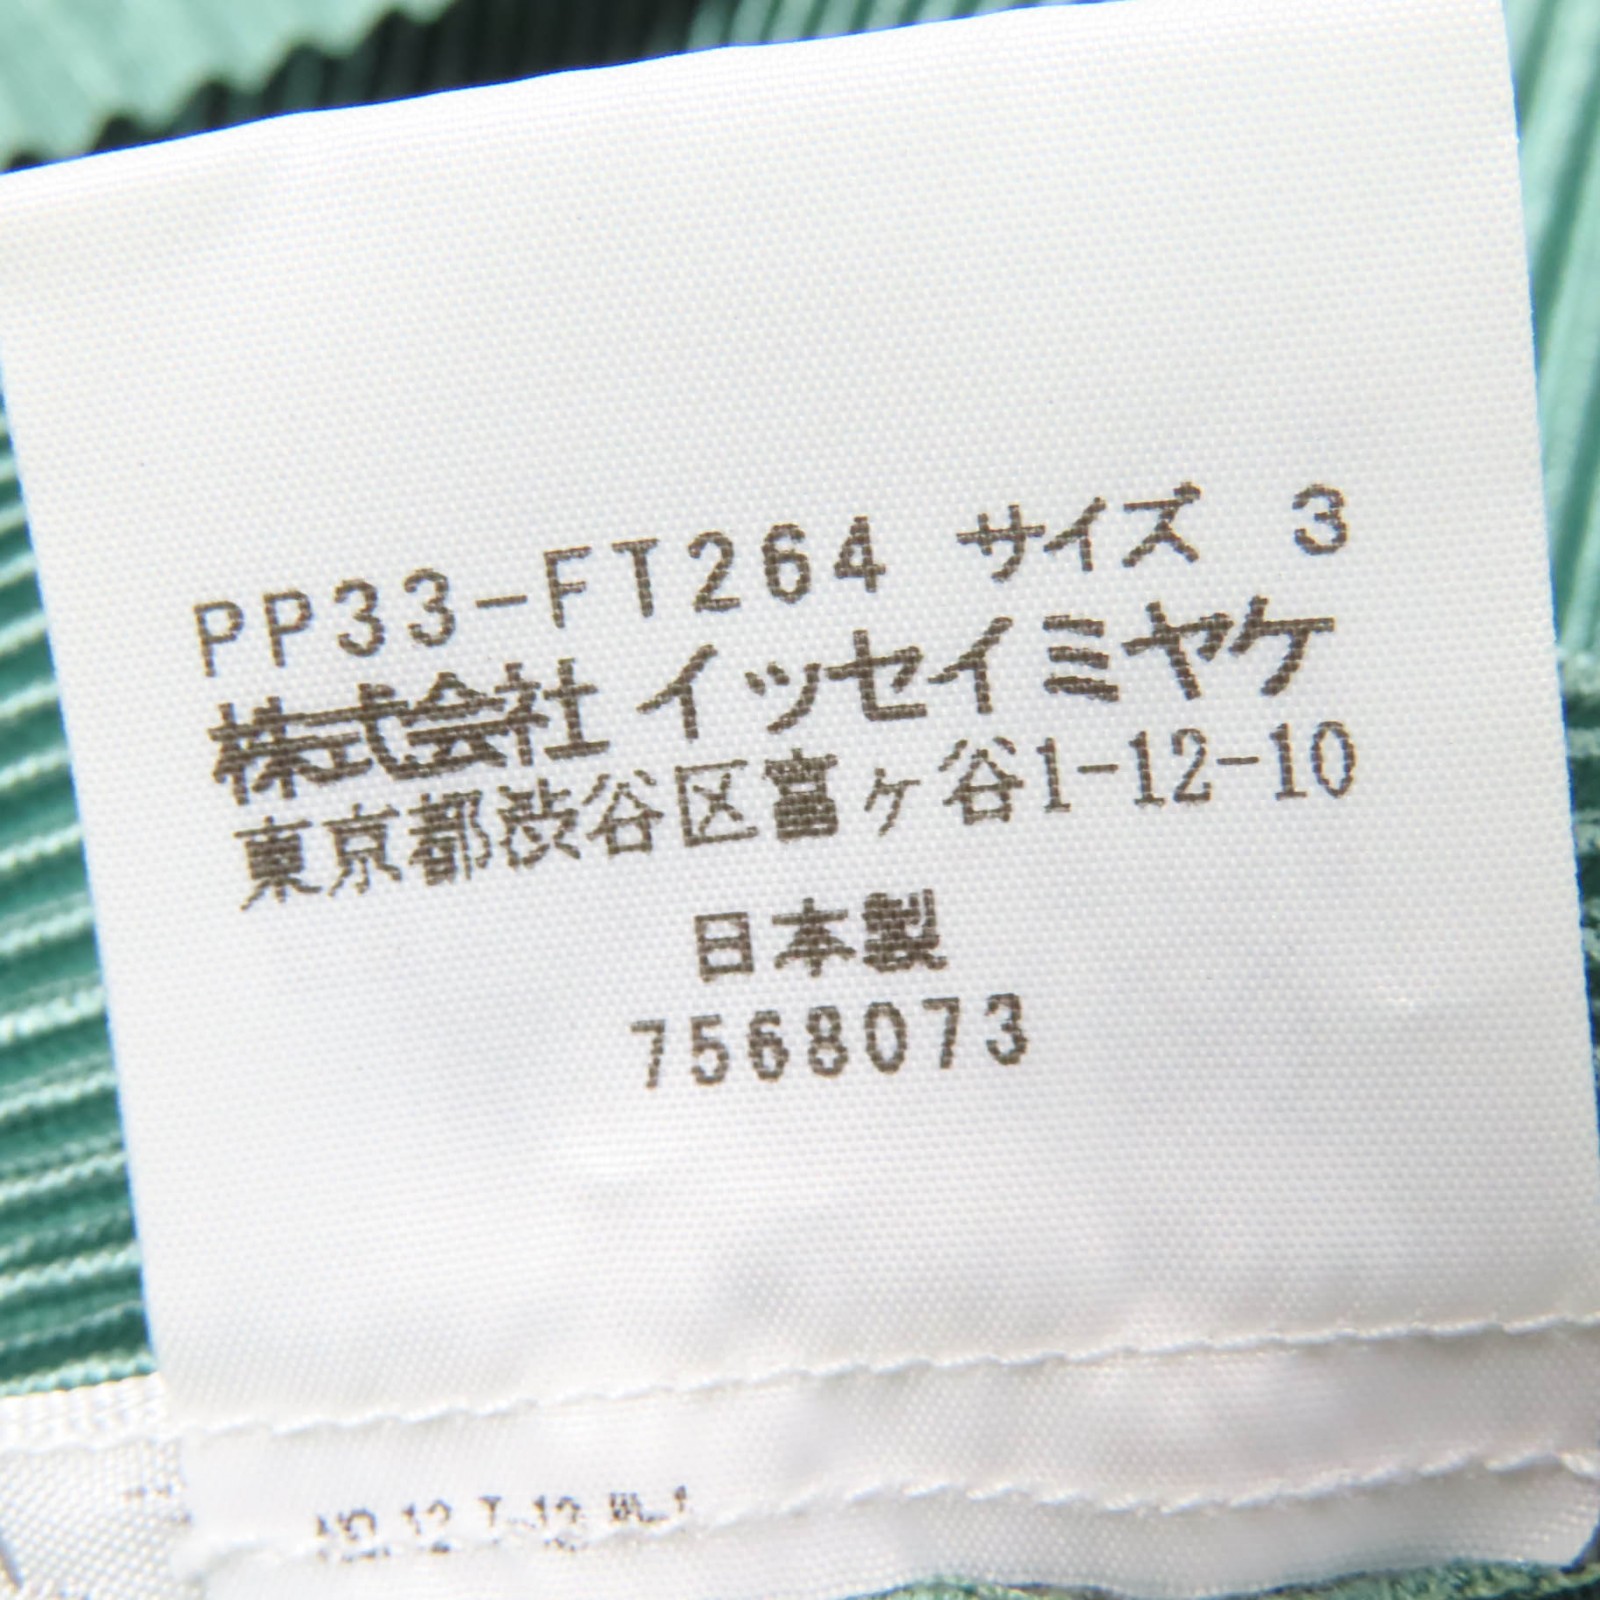 PP33-FT264 サイズ 3
株式会社 イッセイミヤケ
東京都渋谷区富ヶ谷1-12-10
日本製
7568073